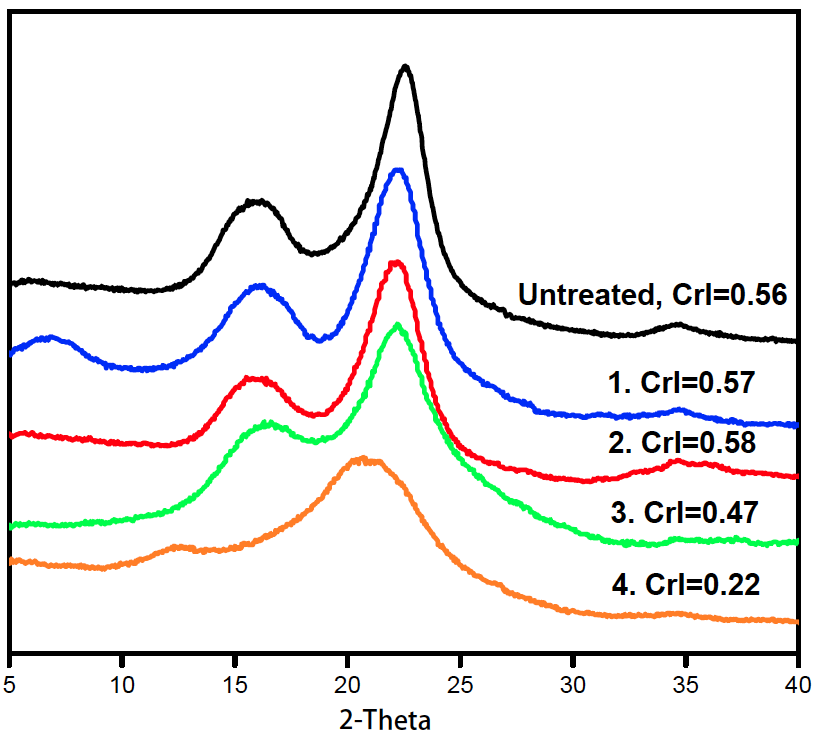 Untreated, CrI=0.56
1. CrI=0.57
2. CrI=0.58
3. CrI=0.47
4. CrI=0.22
5 10 15 20 25 30 35 40
2-Theta